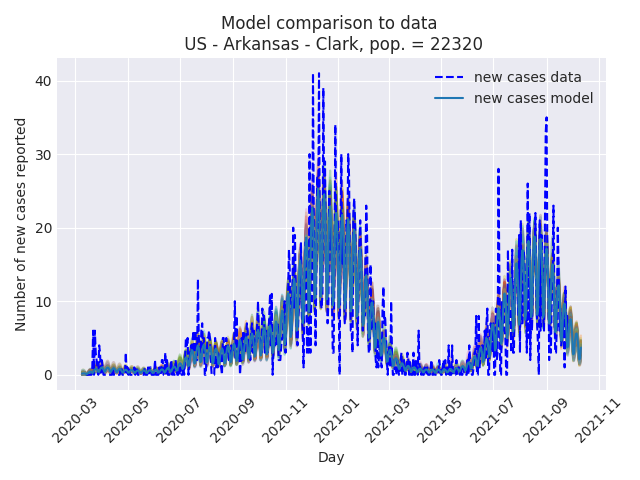 Model comparison to data
US - Arkansas - Clark, pop. = 22320
new cases data
new cases model
Number of new cases reported
40
30
20
10
0
2020-03
2020-05
2020-07
2020-09
2020-11
2021-01
2021-03
2021-05
2021-07
2021-09
2021-11
Day